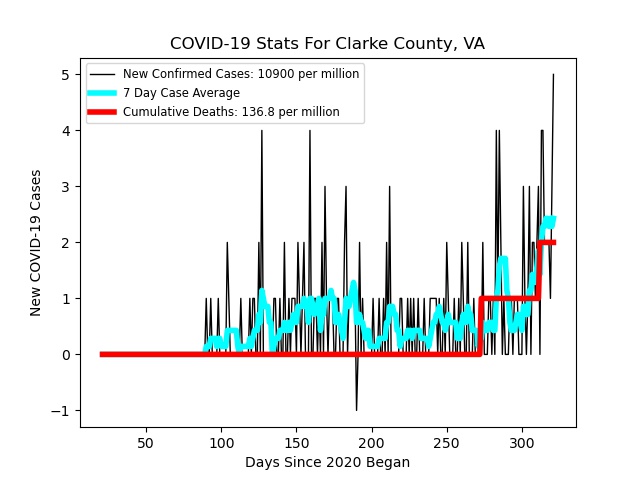 COVID-19 Stats For Clarke County, VA
New Confirmed Cases: 10900 per million
7 Day Case Average
Cumulative Deaths: 136.8 per million
New COVID-19 Cases
5
4
3
2
1
0
−1
50 100 150 200 250 300
Days Since 2020 Began